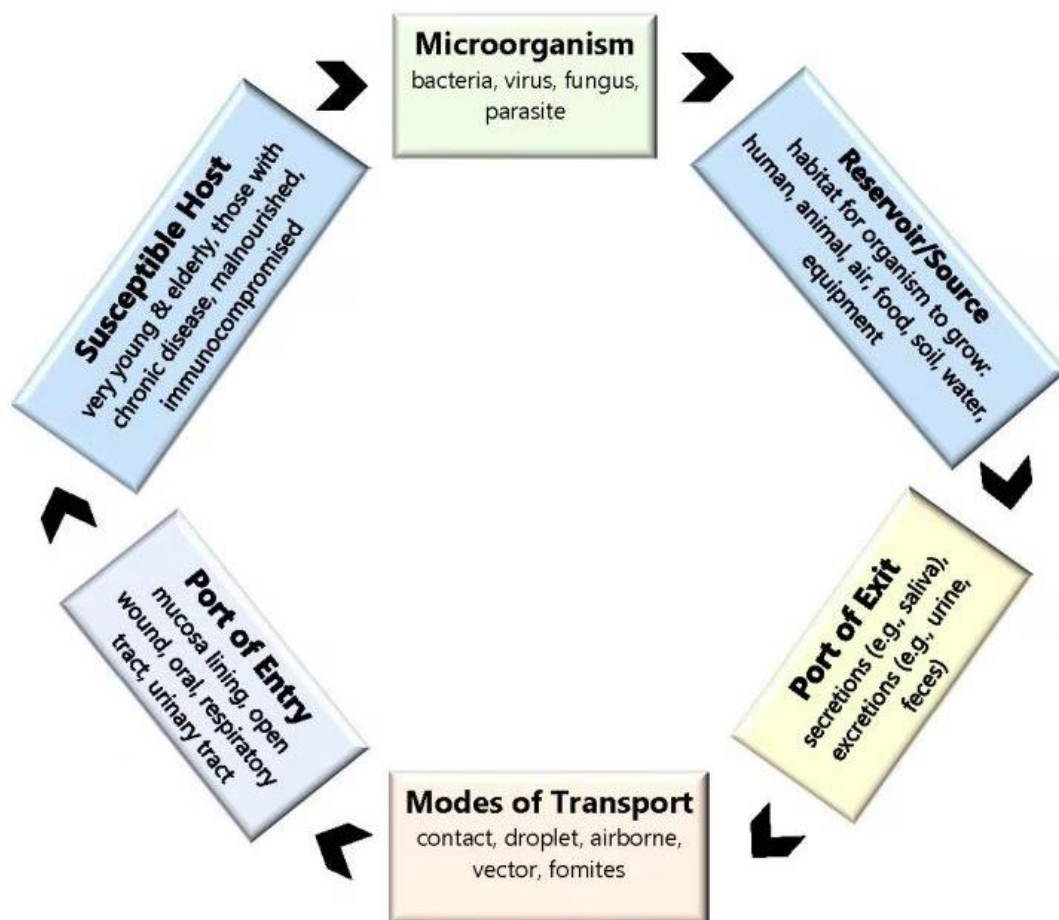 Microorganism
bacteria, virus, fungus,
parasite
Reservoir/Source
habitat for organism to grow:
human, animal, air, food, soil, water,
equipment
Port of Exit
secretions (e.g., saliva),
excretions (e.g., urine,
feces)
Modes of Transport
contact, droplet, airborne,
vector, fomites
Port of Entry
mucosa lining, open
wound, oral, respiratory
tract, urinary tract
Susceptible Host
very young & elderly, those with
chronic disease, malnourished,
immunocompromised